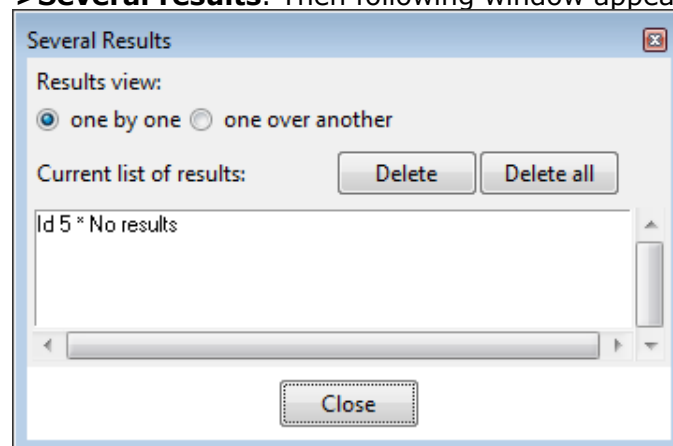 >Several results. Then following window appea
Several Results
Results view:
one by one one over another
Current list of results: Delete Delete all
Id 5 * No results
Close